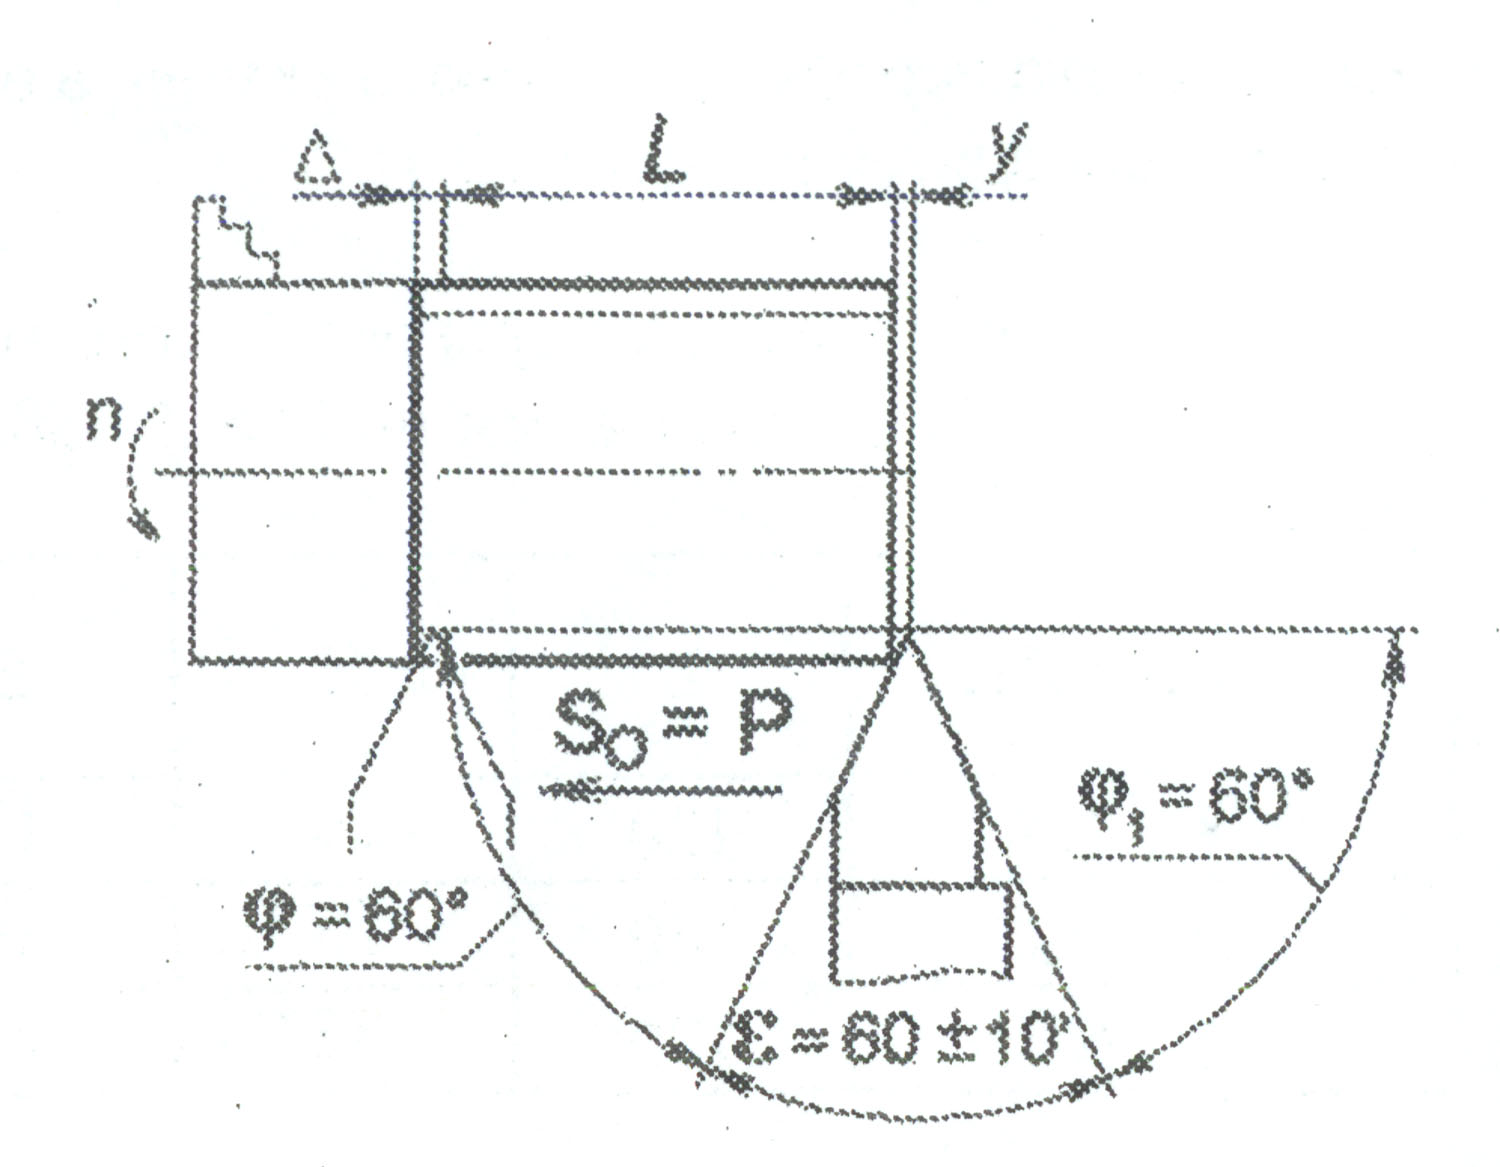 Δ L y
n
S₀ = P
φ₁ = 60°
φ = 60°
ε = 60 ± 10'